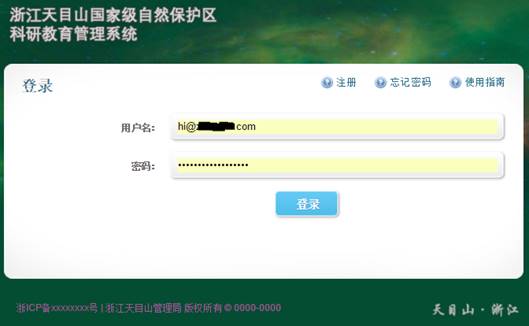 浙江天目山国家级自然保护区
科研教育管理系统
登录
注册 忘记密码 使用指南
用户名:
hi@z .com
密码:
••••••••••••••••••
登录
浙ICP备xxxxxxxx号 | 浙江天目山管理局 版权所有 © 0000-0000
天目山·浙江